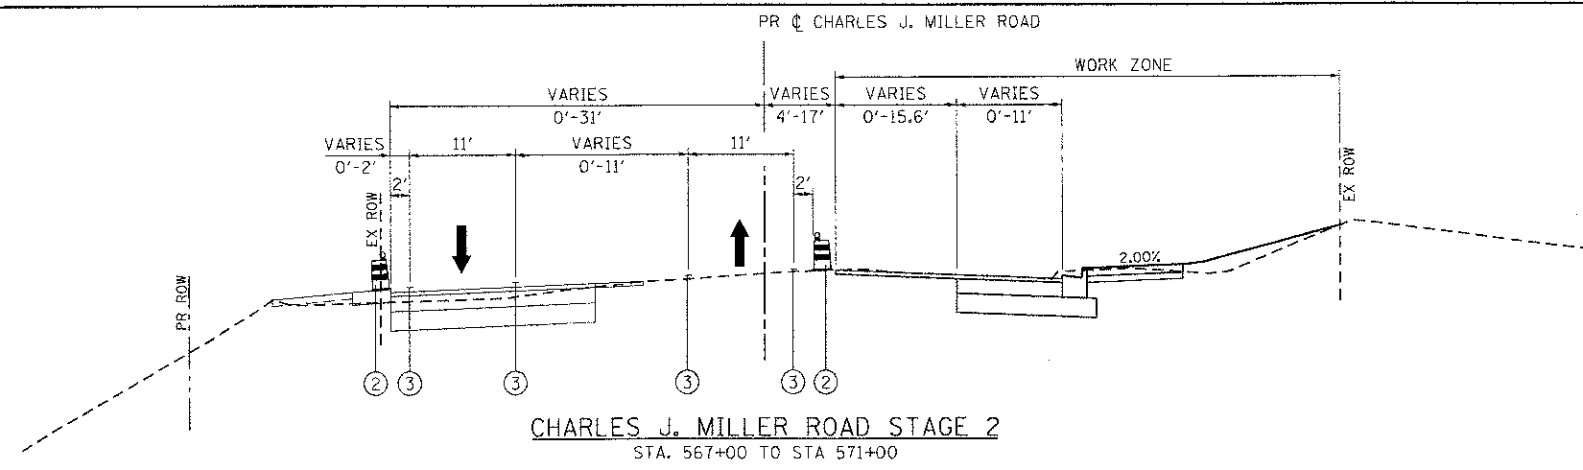 PR ℄ CHARLES J. MILLER ROAD
WORK ZONE
VARIES VARIES VARIES VARIES
0'-31' 4'-17' 0'-15.6' 0'-11'
VARIES 11' VARIES 11'
0'-2' 0'-11'
2' 2'
EX ROW
EX ROW
2.00%
PR ROW
2 3 3 3 3 2
CHARLES J. MILLER ROAD STAGE 2
STA. 567+00 TO STA 571+00